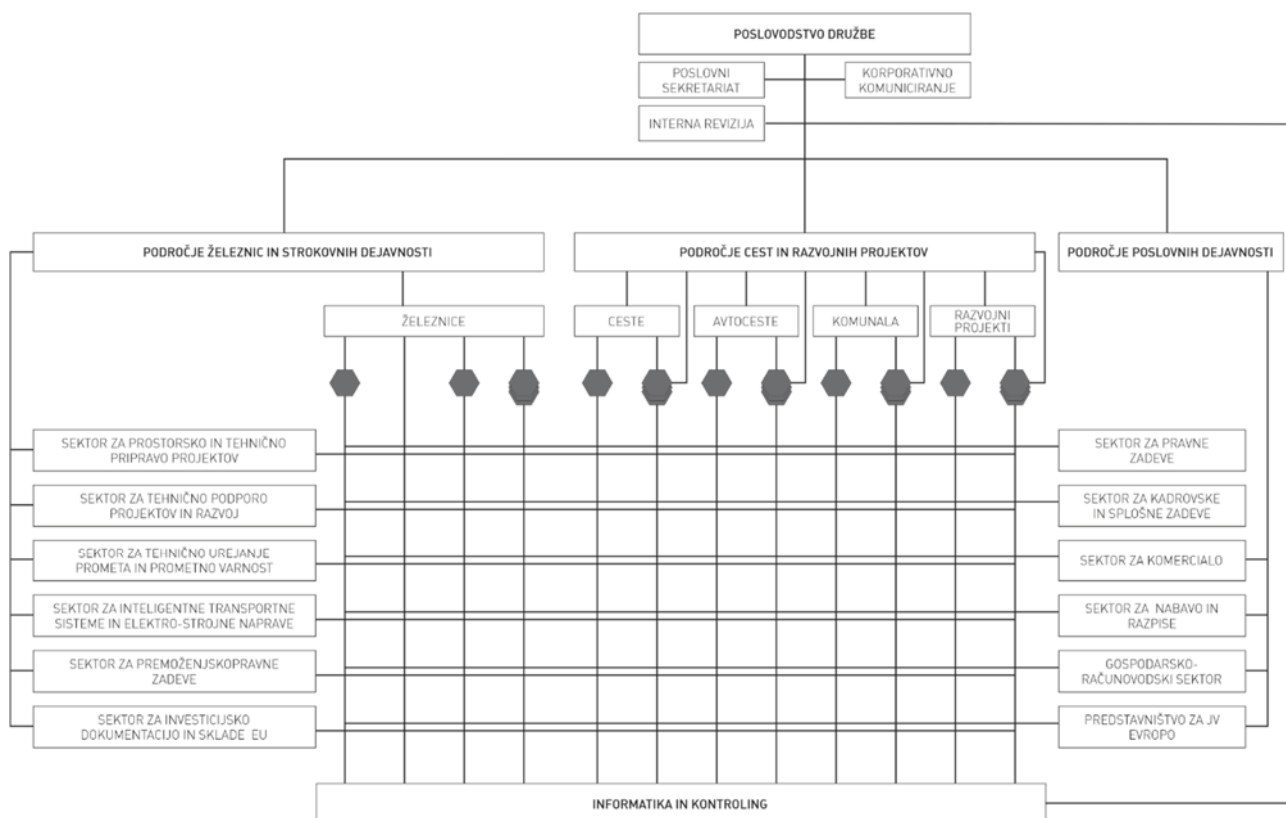 POSLOVODSTVO DRUŽBE
POSLOVNI
SEKRETARIAT
KORPORATIVNO
KOMUNICIRANJE
INTERNA REVIZIJA
PODROČJE ŽELEZNIC IN STROKOVNIH DEJAVNOSTI
PODROČJE CEST IN RAZVOJNIH PROJEKTOV
PODROČJE POSLOVNIH DEJAVNOSTI
ŽELEZNICE
CESTE
AVTOCESTE
KOMUNALA
RAZVOJNI
PROJEKTI
SEKTOR ZA PROSTORSKO IN TEHNIČNO
PRIPRAVO PROJEKTOV
SEKTOR ZA TEHNIČNO PODPORO
PROJEKTOV IN RAZVOJ
SEKTOR ZA TEHNIČNO UREJANJE
PROMETA IN PROMETNO VARNOST
SEKTOR ZA INTELIGENTNE TRANSPORTNE
SISTEME IN ELEKTRO-STROJNE NAPRAVE
SEKTOR ZA PREMOŽENJSKOPRAVNE
ZADEVE
SEKTOR ZA INVESTICIJSKO
DOKUMENTACIJO IN SKLADE EU
SEKTOR ZA PRAVNE
ZADEVE
SEKTOR ZA KADROVSKE
IN SPLOŠNE ZADEVE
SEKTOR ZA KOMERCIALO
SEKTOR ZA NABAVO IN
RAZPISE
GOSPODARSKO-
RAČUNOVODSKI SEKTOR
PREDSTAVNIŠTVO ZA JV
EVROPO
INFORMATIKA IN KONTROLING